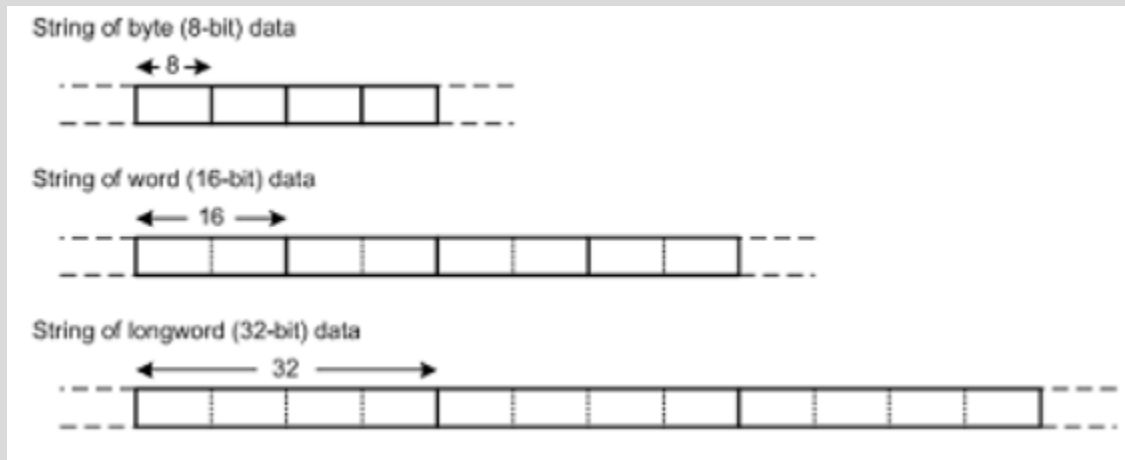 String of byte (8-bit) data
8
String of word (16-bit) data
16
String of longword (32-bit) data
32